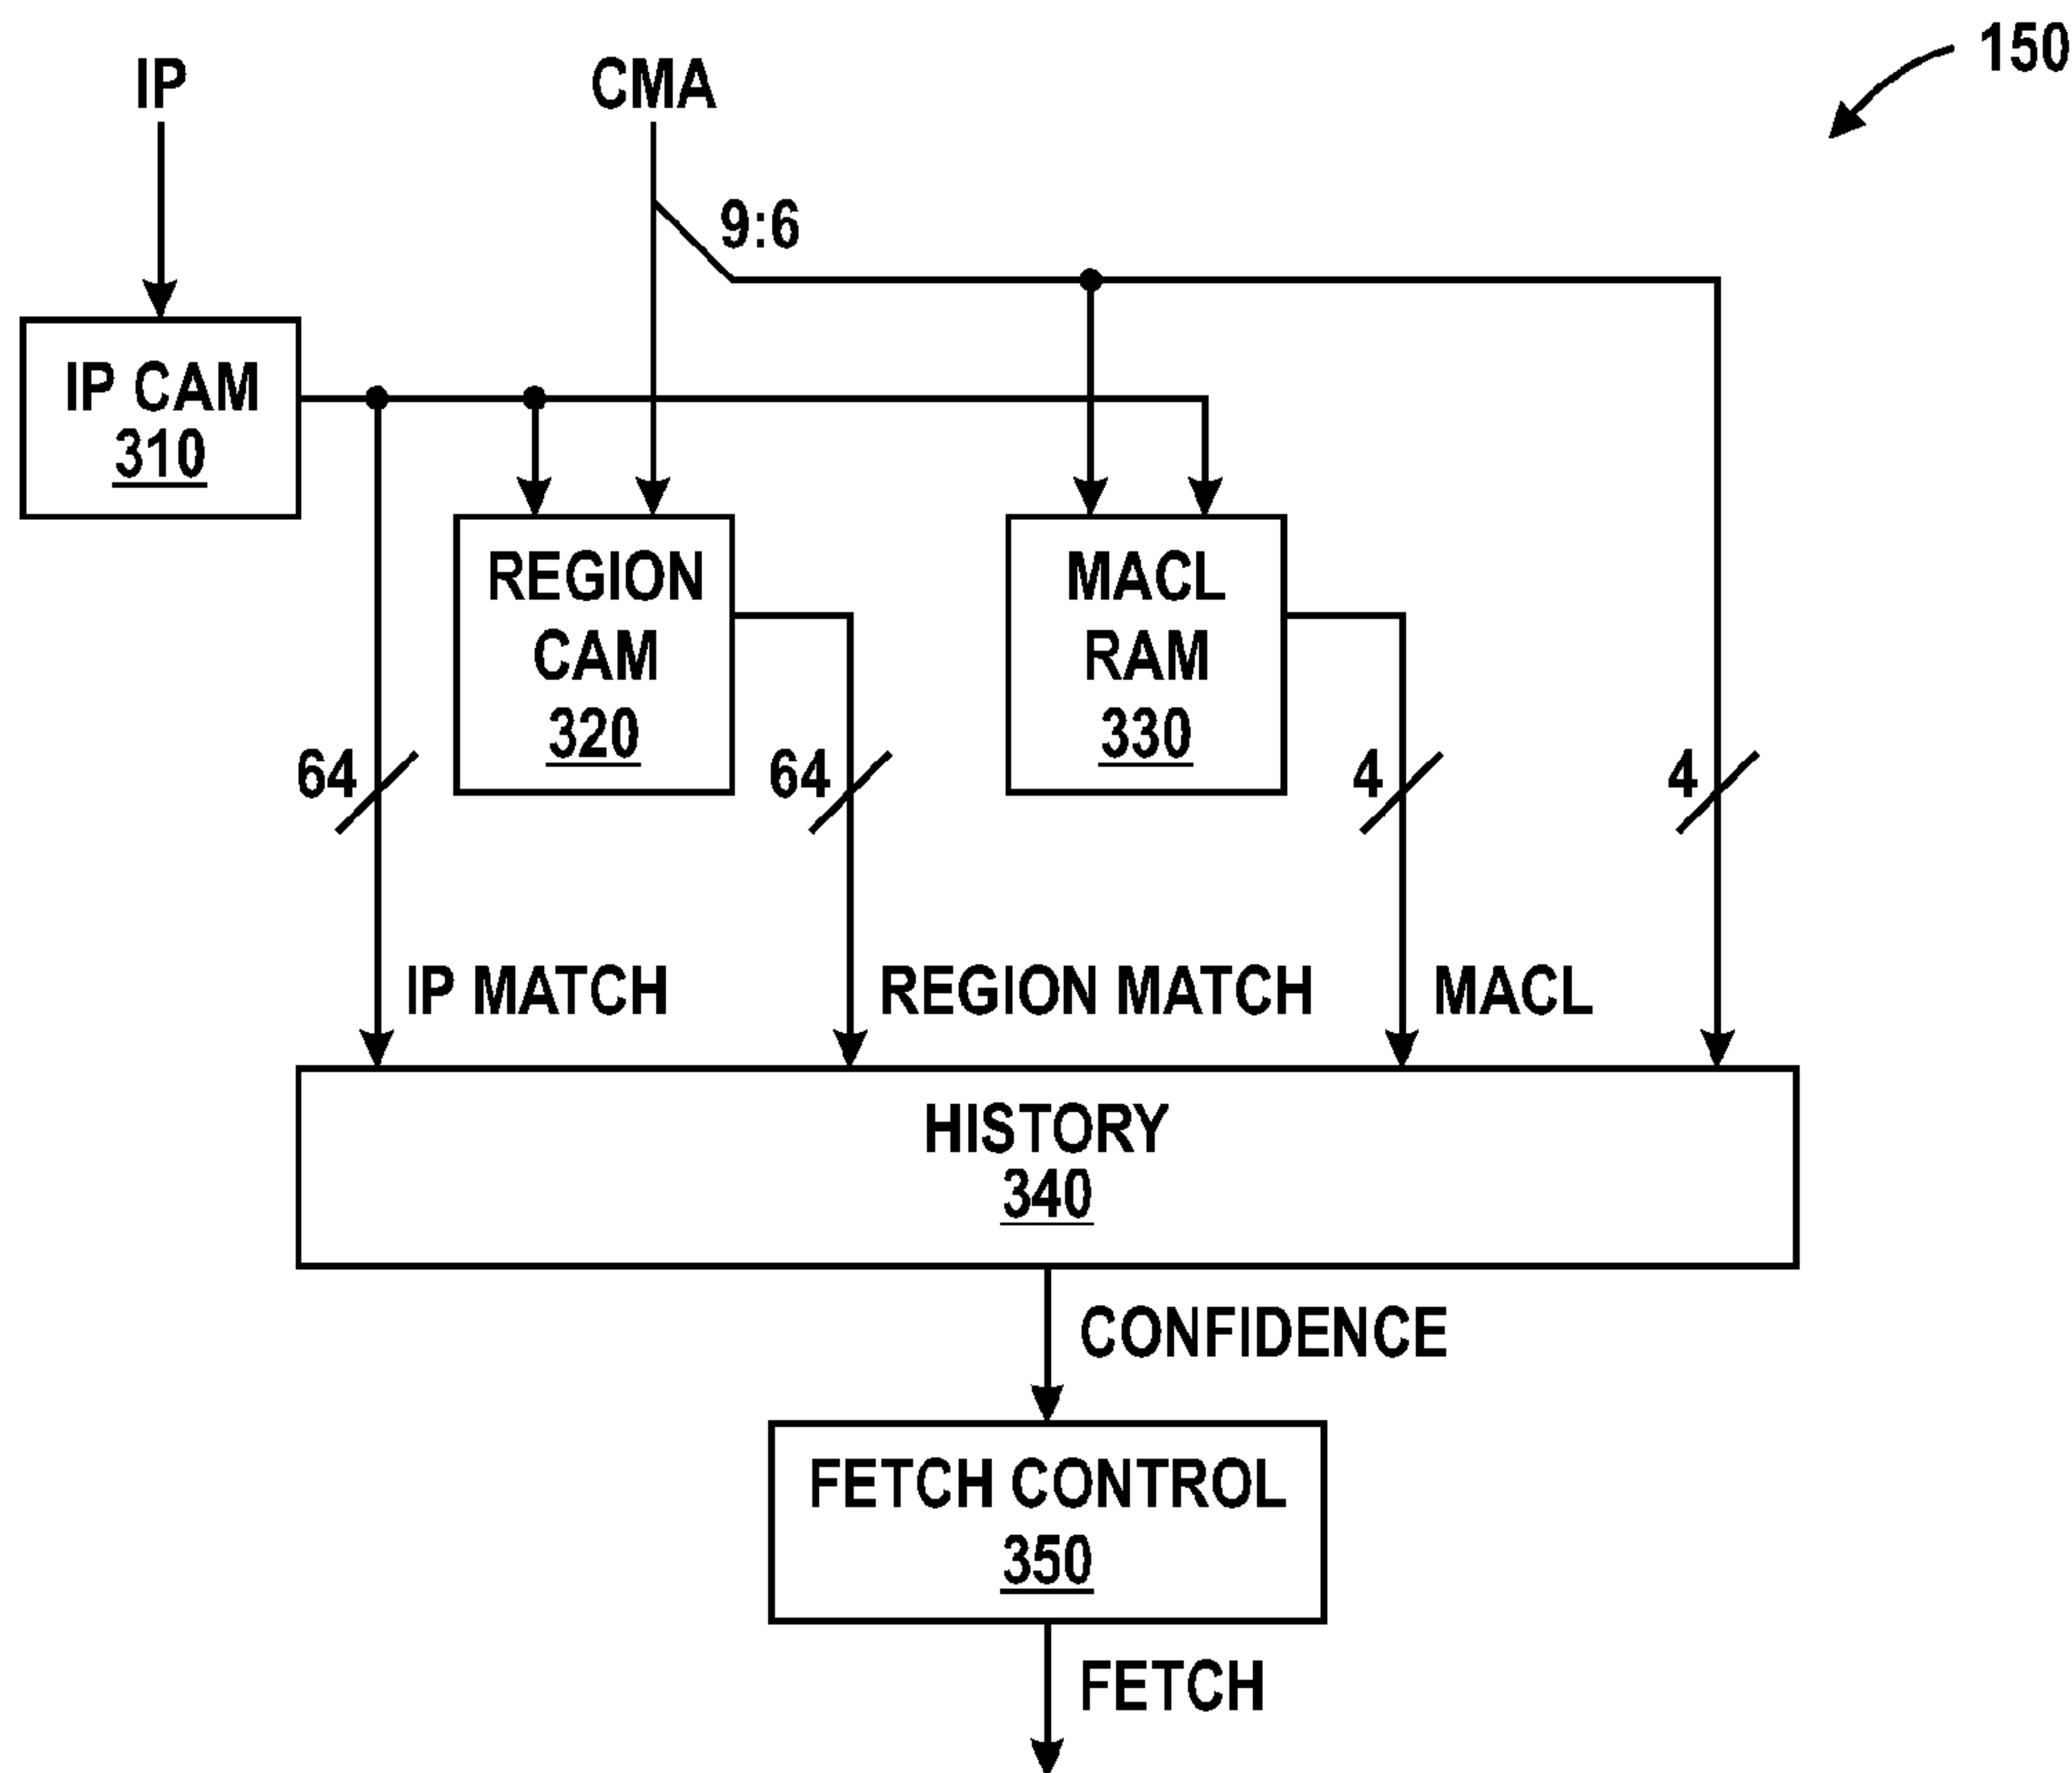 150
IP
CMA
9:6
IP CAM
310
REGION
CAM
320
MACL
RAM
330
64
64
4
4
IP MATCH
REGION MATCH
MACL
HISTORY
340
CONFIDENCE
FETCH CONTROL
350
FETCH